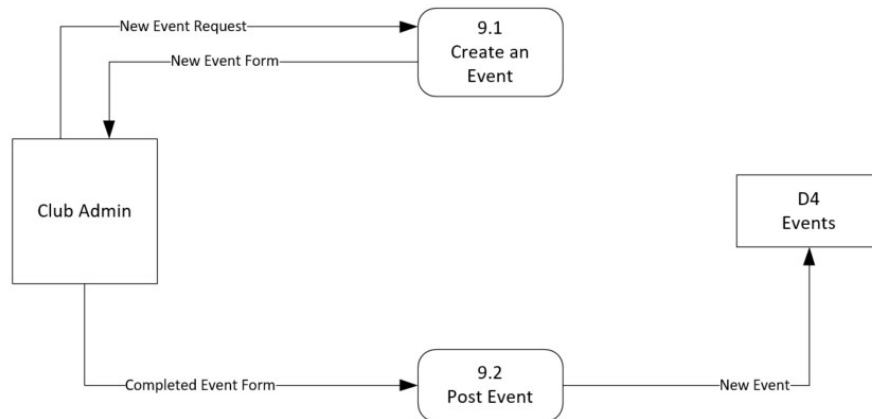 New Event Request
9.1
Create an
Event
New Event Form
Club Admin
D4
Events
Completed Event Form
9.2
Post Event
New Event